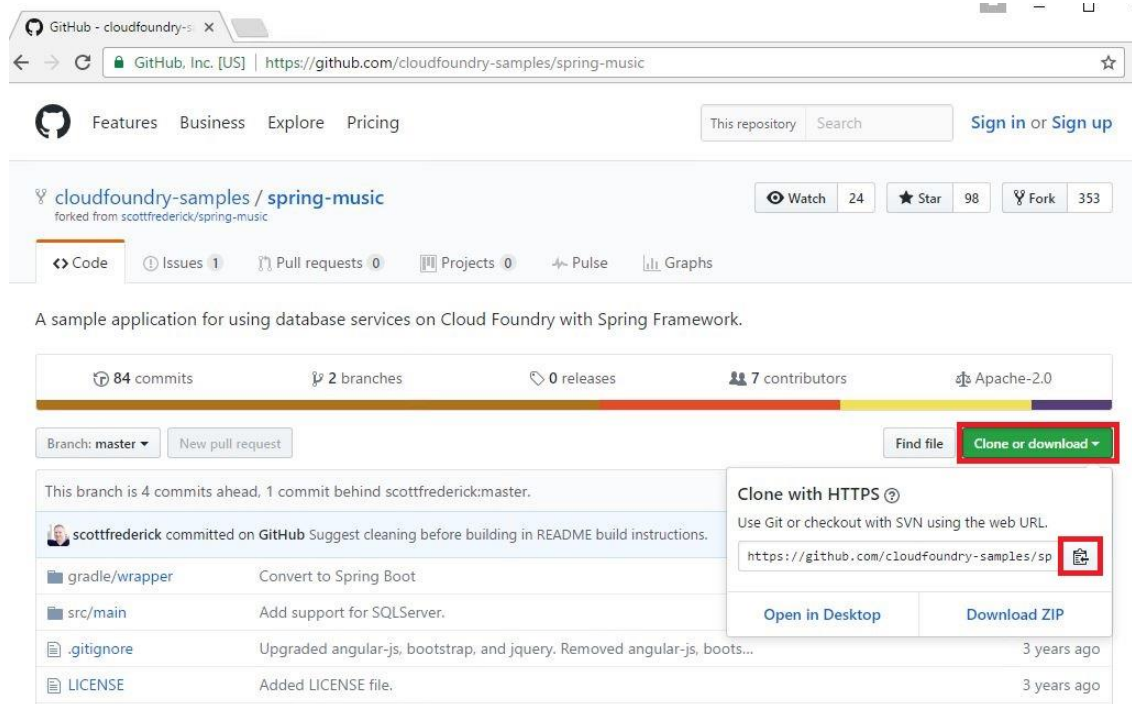 GitHub - cloudfoundry-s
GitHub, Inc. [US] | https://github.com/cloudfoundry-samples/spring-music
Features Business Explore Pricing This repository Search Sign in or Sign up
cloudfoundry-samples / spring-music Watch 24 Star 98 Fork 353
forked from scottfrederick/spring-music
<> Code Issues 1 Pull requests 0 Projects 0 Pulse Graphs
A sample application for using database services on Cloud Foundry with Spring Framework.
84 commits 2 branches 0 releases 7 contributors Apache-2.0
Branch: master New pull request Find file Clone or download
This branch is 4 commits ahead, 1 commit behind scottfrederick:master.
scottfrederick committed on GitHub Suggest cleaning before building in README build instructions.
Clone with HTTPS
Use Git or checkout with SVN using the web URL.
https://github.com/cloudfoundry-samples/sp
Open in Desktop Download ZIP
gradle/wrapper Convert to Spring Boot
src/main Add support for SQLServer.
.gitignore Upgraded angular-js, bootstrap, and jquery. Removed angular-js, boots... 3 years ago
LICENSE Added LICENSE file. 3 years ago